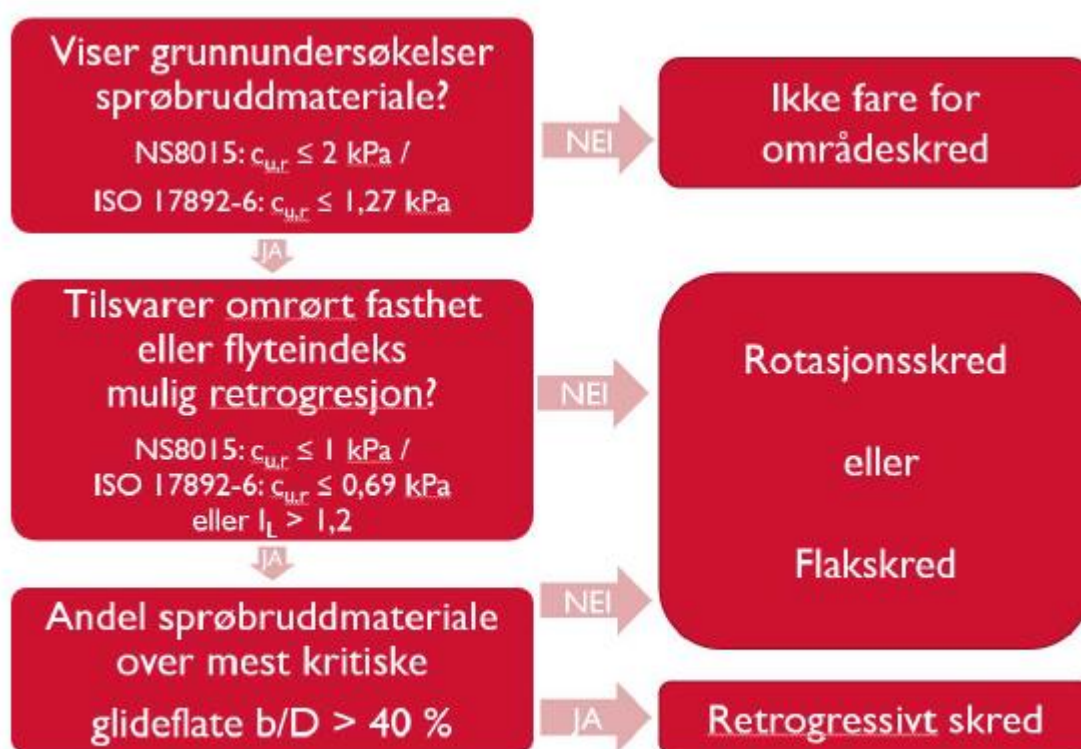 Viser grunnundersøkelser
sprøbruddmateriale?
NS8015: cu,r ≤ 2 kPa /
ISO 17892-6: cu,r ≤ 1,27 kPa
NEI
Ikke fare for
områdeskred
JA
Tilsvarer omrørt fasthet
eller flyteindeks
mulig retrogresjon?
NS8015: cu,r ≤ 1 kPa /
ISO 17892-6: cu,r ≤ 0,69 kPa
eller IL > 1,2
NEI
Rotasjonsskred
eller
Flakskred
JA
Andel sprøbruddmateriale
over mest kritiske
glideflate b/D > 40 %
NEI
JA
Retrogressivt skred